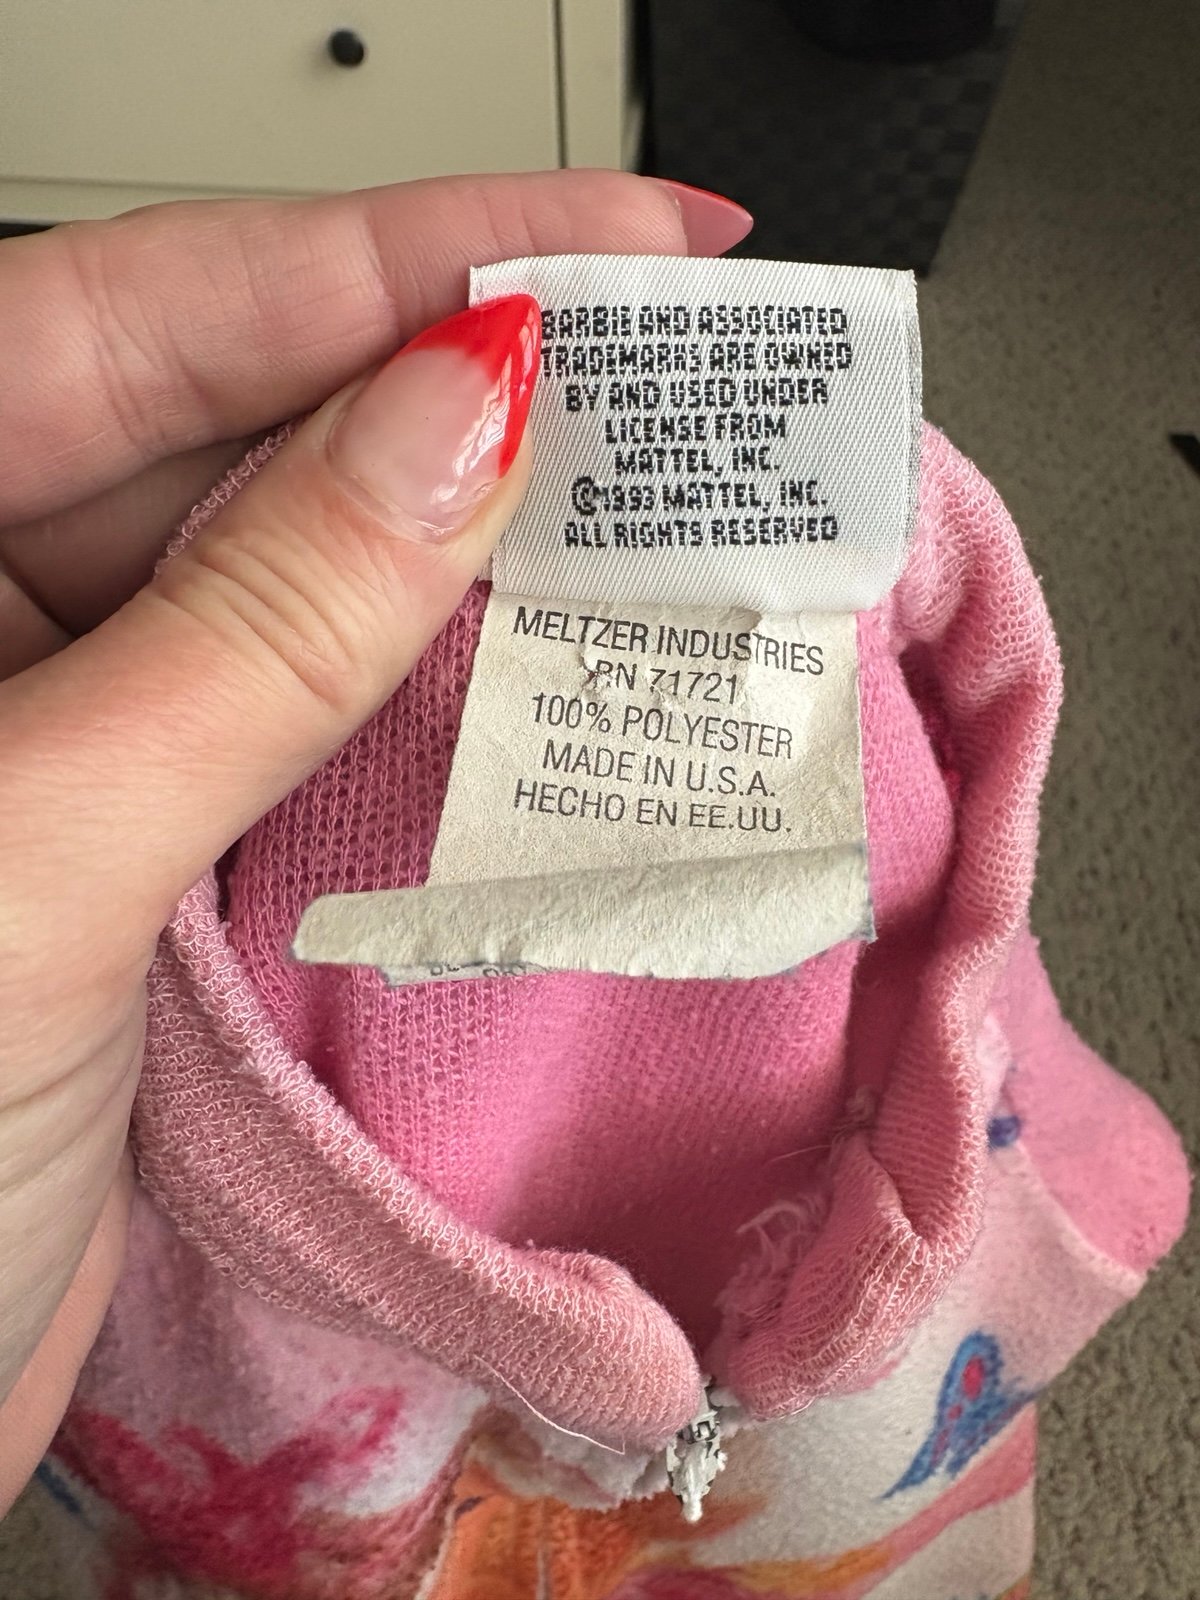 BARBIE AND ASSOCIATED
TRADEMARKS ARE OWNED
BY AND USED UNDER
LICENSE FROM
MATTEL, INC.
©1993 MATTEL, INC.
ALL RIGHTS RESERVED
MELTZER INDUSTRIES
RN 71721
100% POLYESTER
MADE IN U.S.A.
HECHO EN EE.UU.